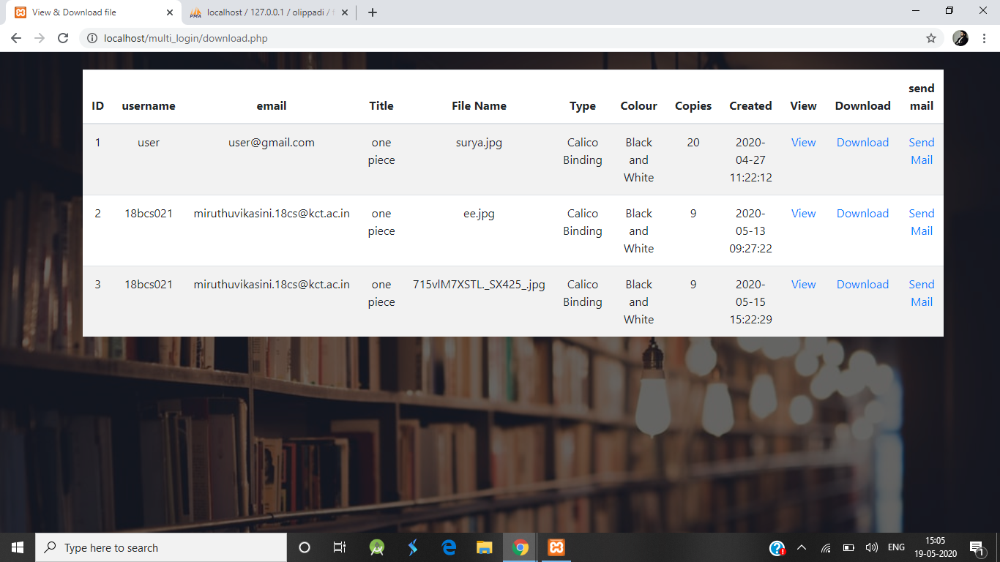 View & Download file
localhost / 127.0.0.1 / olippadi / f
localhost/multi_login/download.php
ID username email Title File Name Type Colour Copies Created View Download send mail
1 user user@gmail.com one piece surya.jpg Calico Binding Black and White 20 2020-04-27 11:22:12 View Download Send Mail
2 18bcs021 miruthuvikasini.18cs@kct.ac.in one piece ee.jpg Calico Binding Black and White 9 2020-05-13 09:27:22 View Download Send Mail
3 18bcs021 miruthuvikasini.18cs@kct.ac.in one piece 715vlM7XSTL._SX425_.jpg Calico Binding Black and White 9 2020-05-15 15:22:29 View Download Send Mail
Type here to search
ENG
15:05
19-05-2020
1